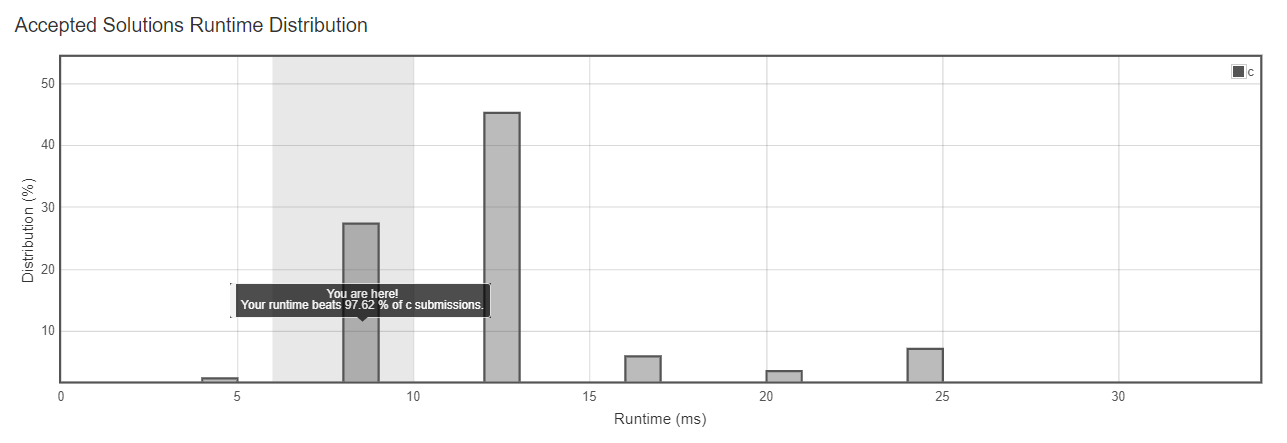 Accepted Solutions Runtime Distribution
c
50
40
30
20
10
Distribution (%)
You are here!
Your runtime beats 97.62 % of c submissions.
0 5 10 15 20 25 30
Runtime (ms)